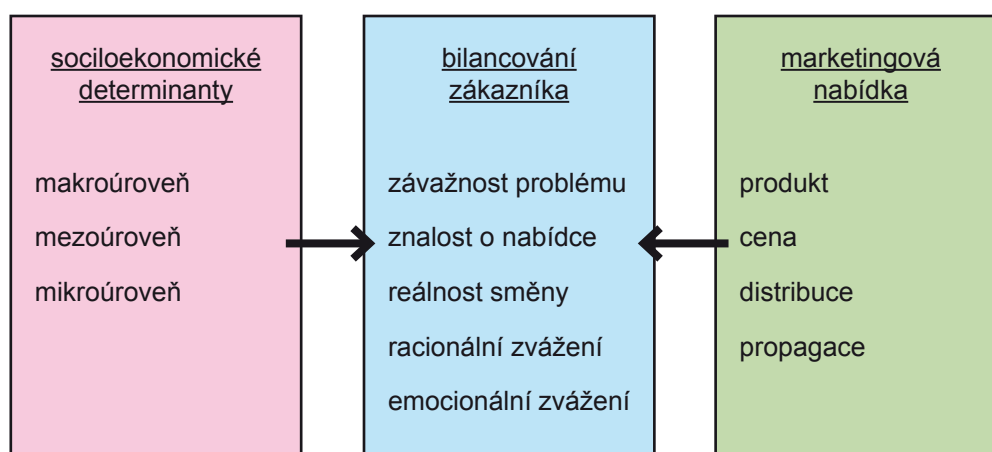 sociloekonomické
determinanty
makroúroveň
mezoúroveň
mikroúroveň
bilancování
zákazníka
závažnost problému
znalost o nabídce
reálnost směny
racionální zvážení
emocionální zvážení
marketingová
nabídka
produkt
cena
distribuce
propagace